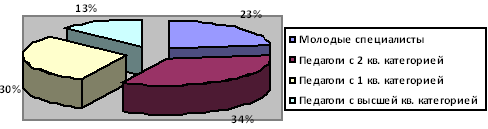 13%
23%
30%
34%
Молодые специалисты
Педагоги с 2 кв. категорией
Педагоги с 1 кв. категорией
Педагоги с высшей кв. категорией